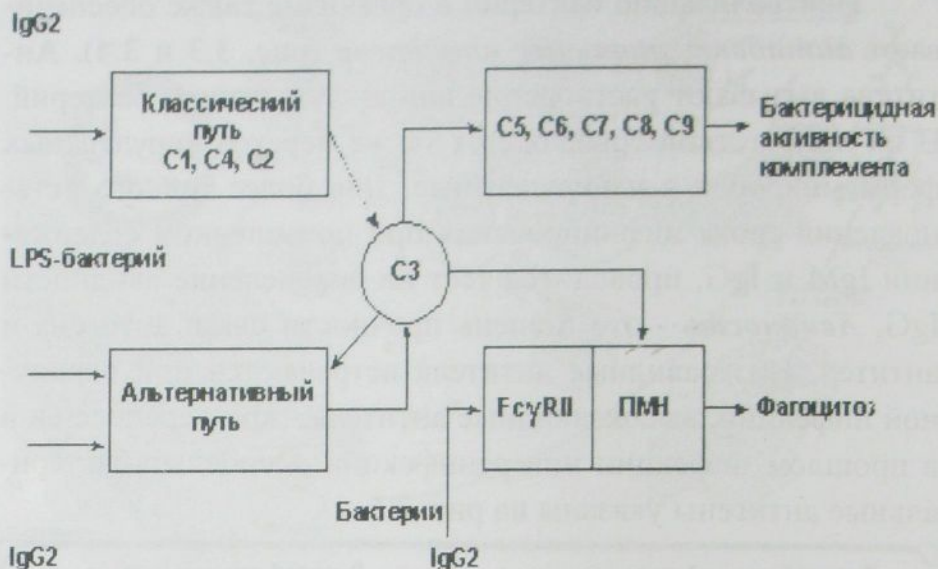 IgG2
Классический
путь
C1, C4, C2
C5, C6, C7, C8, C9
Бактерицидная
активность
комплемента
LPS-бактерий
C3
Альтернативный
путь
FcγRII
ПМН
Фагоцитоз
Бактерии
IgG2
IgG2